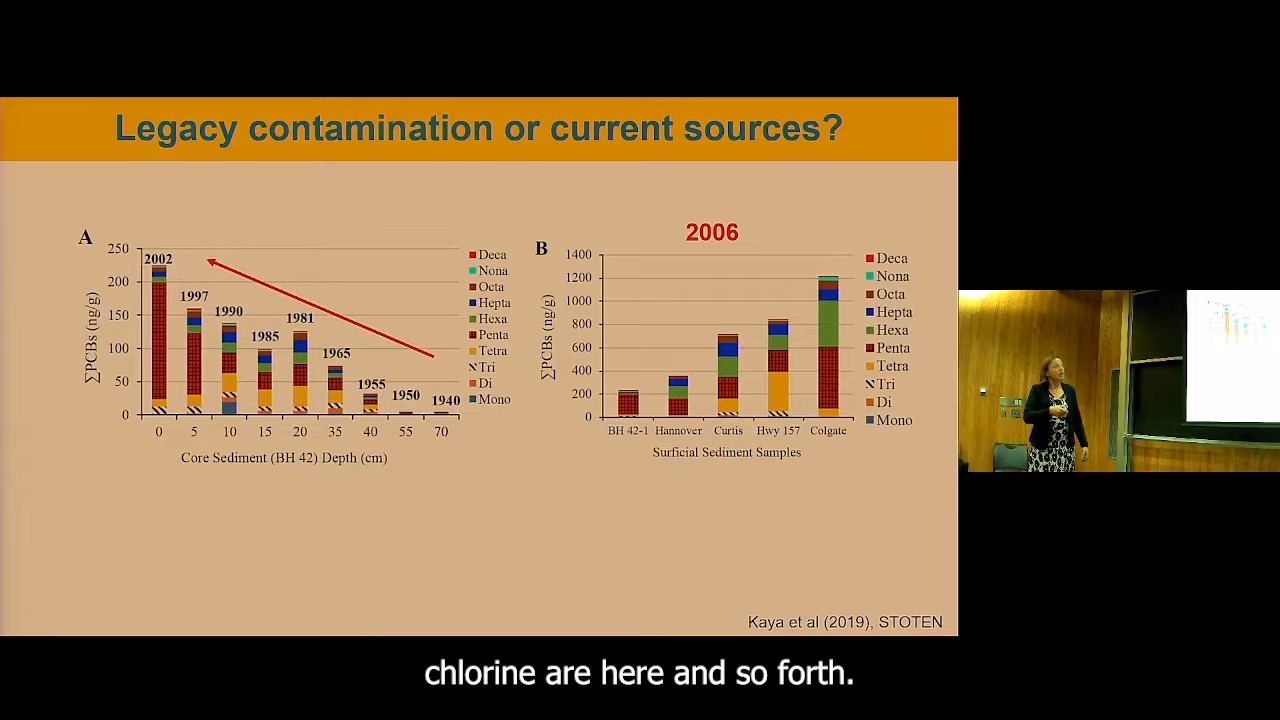 Legacy contamination or current sources?
A
∑PCBs (ng/g)
250
200
150
100
50
0
2002
1997
1990
1985
1981
1965
1955
1950
1940
0 5 10 15 20 35 40 55 70
Core Sediment (BH 42) Depth (cm)
Deca
Nona
Octa
Hepta
Hexa
Penta
Tetra
Tri
Di
Mono
B
2006
∑PCBs (ng/g)
1400
1200
1000
800
600
400
200
0
BH 42-1 Hannover Curtis Hwy 157 Colgate
Surficial Sediment Samples
Deca
Nona
Octa
Hepta
Hexa
Penta
Tetra
Tri
Di
Mono
Kaya et al (2019), STOTEN
chlorine are here and so forth.